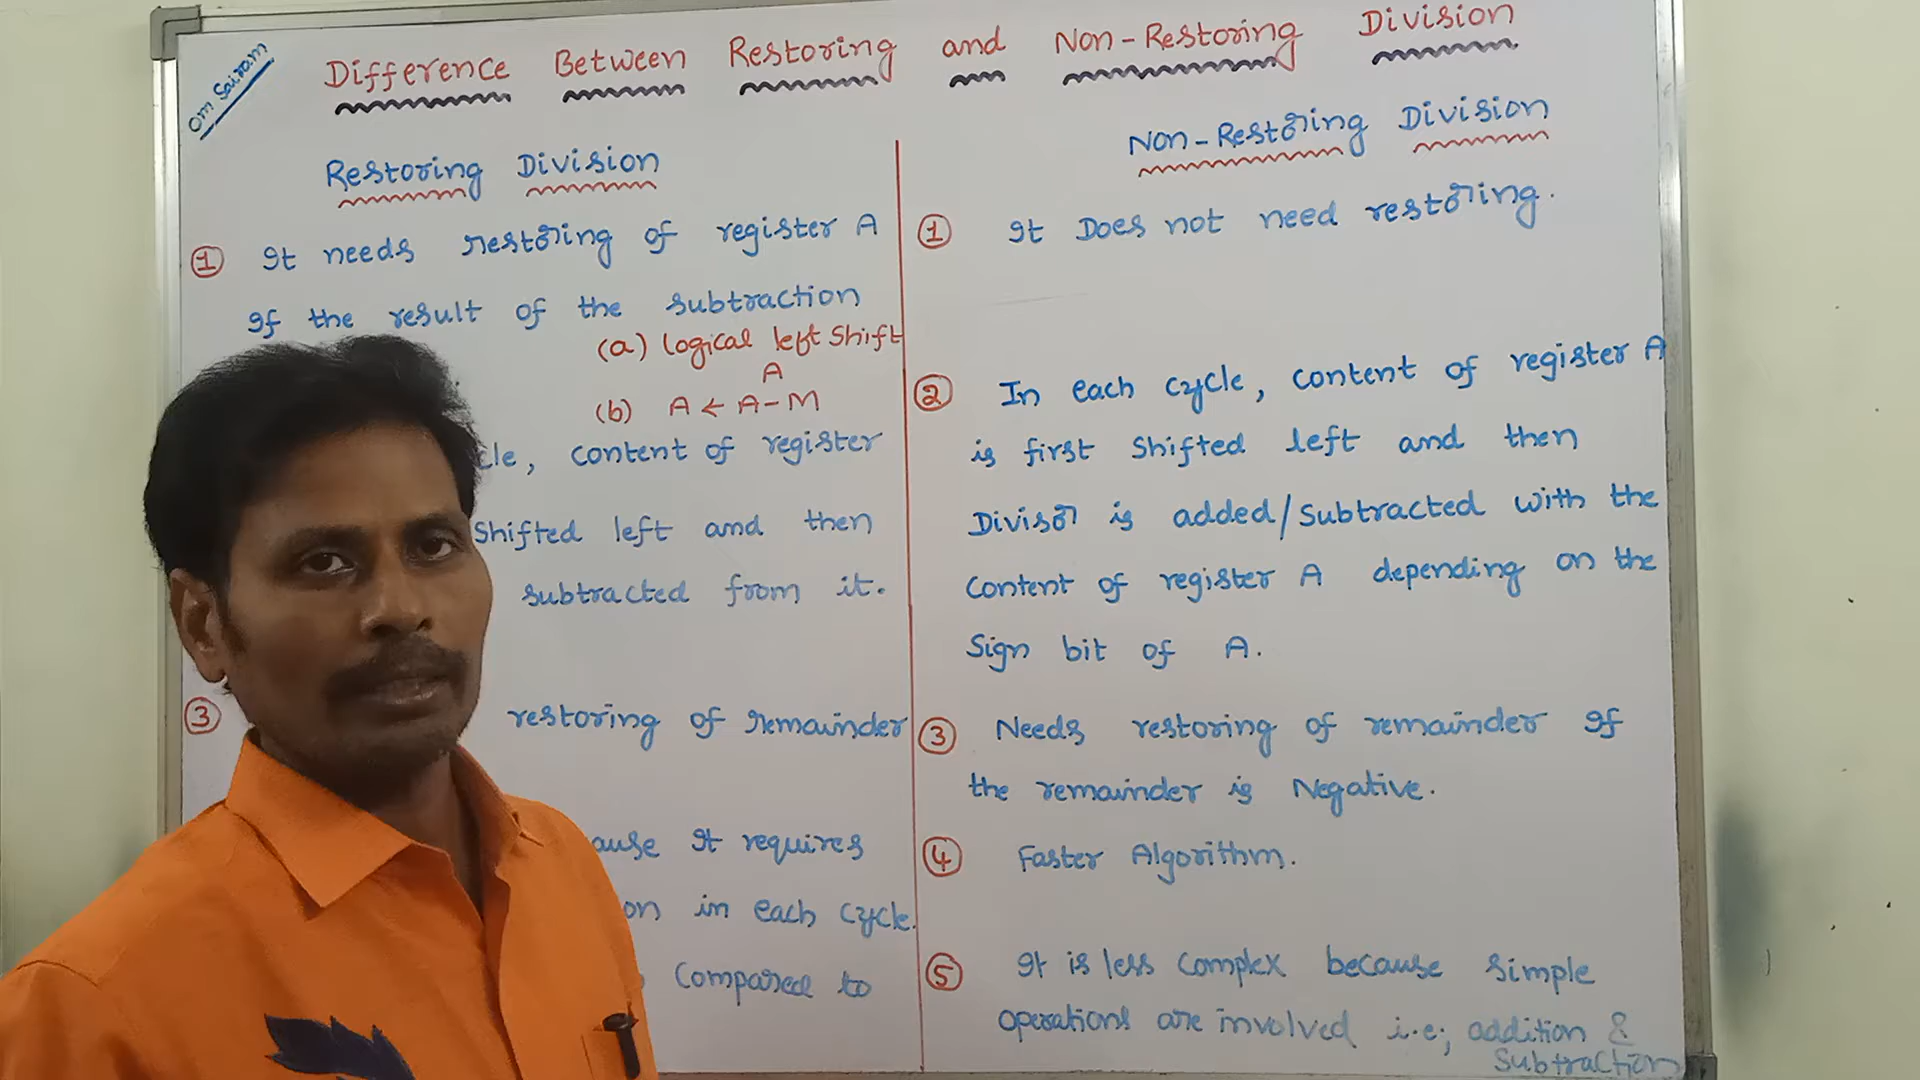 Om Sairam
Difference Between Restoring and Non-Restoring Division
Restoring Division
① It needs restoring of register A
If the result of the subtraction
(a) logical left Shift
A
(b) A ← A-M
, content of register
Shifted left and then
subtracted from it.
③ restoring of remainder
It requires
in each cycle.
Compared to
Non-Restoring Division
① It Does not need restoring.
② In each cycle, content of register A
is first Shifted left and then
Divisor is added/Subtracted with the
Content of register A depending on the
Sign bit of A.
③ Needs restoring of remainder If
the remainder is Negative.
④ Faster Algorithm.
⑤ It is less complex because simple
operations are involved i.e; addition &
Subtraction